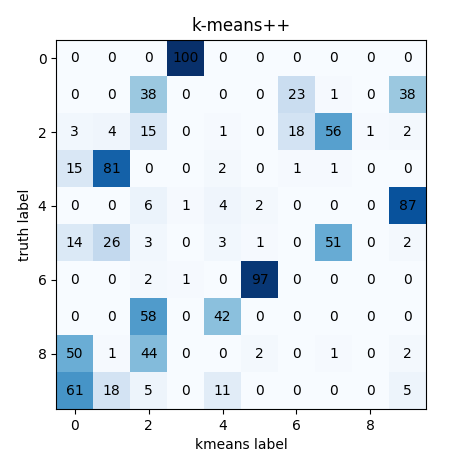 k-means++
0 0 0 0 100 0 0 0 0 0 0
0 0 38 0 0 0 23 1 0 38
2 3 4 15 0 1 0 18 56 1 2
15 81 0 0 2 0 1 1 0 0
4 0 0 6 1 4 2 0 0 0 87
14 26 3 0 3 1 0 51 0 2
6 0 0 2 1 0 97 0 0 0 0
0 0 58 0 42 0 0 0 0 0
8 50 1 44 0 0 2 0 1 0 2
61 18 5 0 11 0 0 0 0 5
0 2 4 6 8
kmeans label
truth label